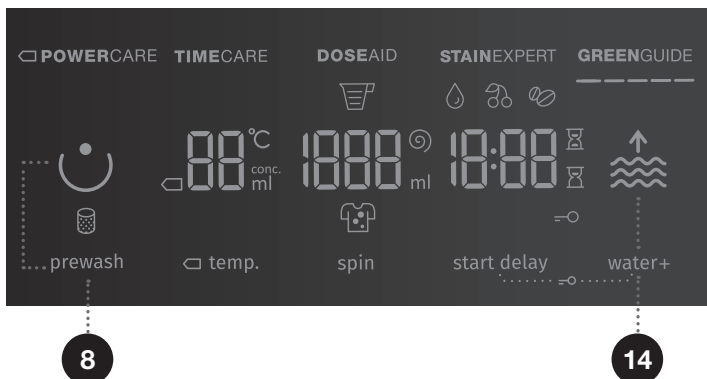 POWERCARE TIMECARE DOSEAID STAINEXPERT GREENGUIDE
88 °C conc. ml 1888 ml 18:88
prewash temp. spin start delay water+
8 14